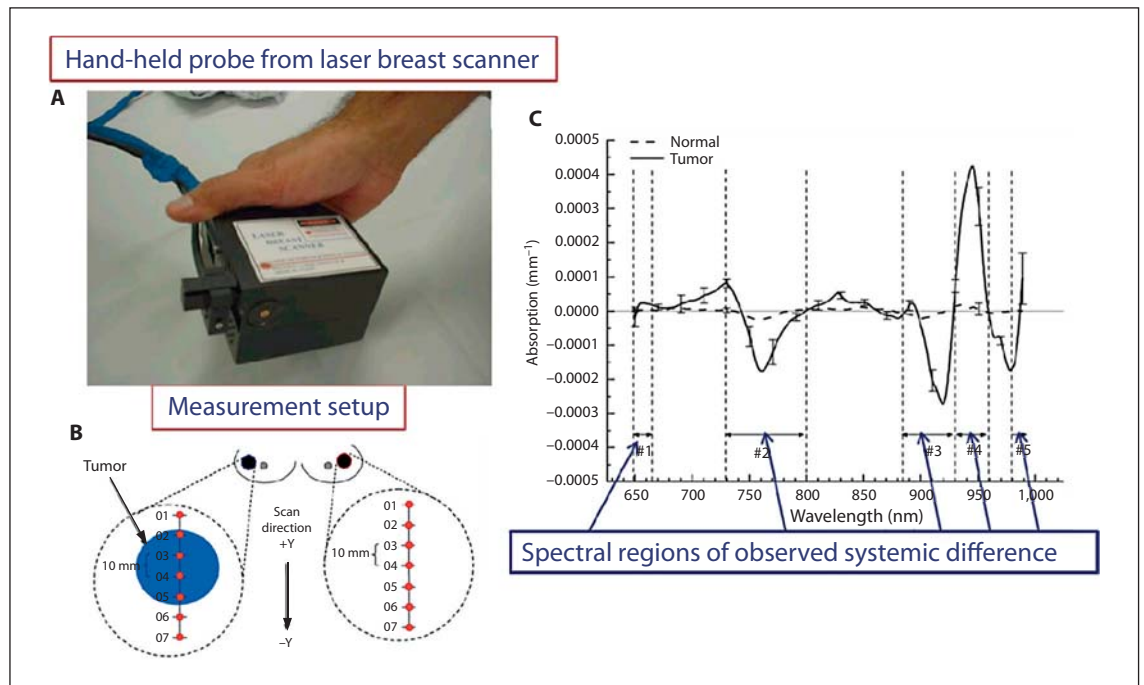 Hand-held probe from laser breast scanner
A
LASER
BREAST
SCANNER
Measurement setup
B
Tumor
01
02
03
10 mm
04
05
06
07
Scan
direction
+Y
–Y
01
02
03
10 mm
04
05
06
07
C
Normal
Tumor
Absorption (mm⁻¹)
0.0005
0.0004
0.0003
0.0002
0.0001
0.0000
–0.0001
–0.0002
–0.0003
–0.0004
–0.0005
#1
#2
#3
#4
#5
650 700 750 800 850 900 950 1,000
Wavelength (nm)
Spectral regions of observed systemic difference